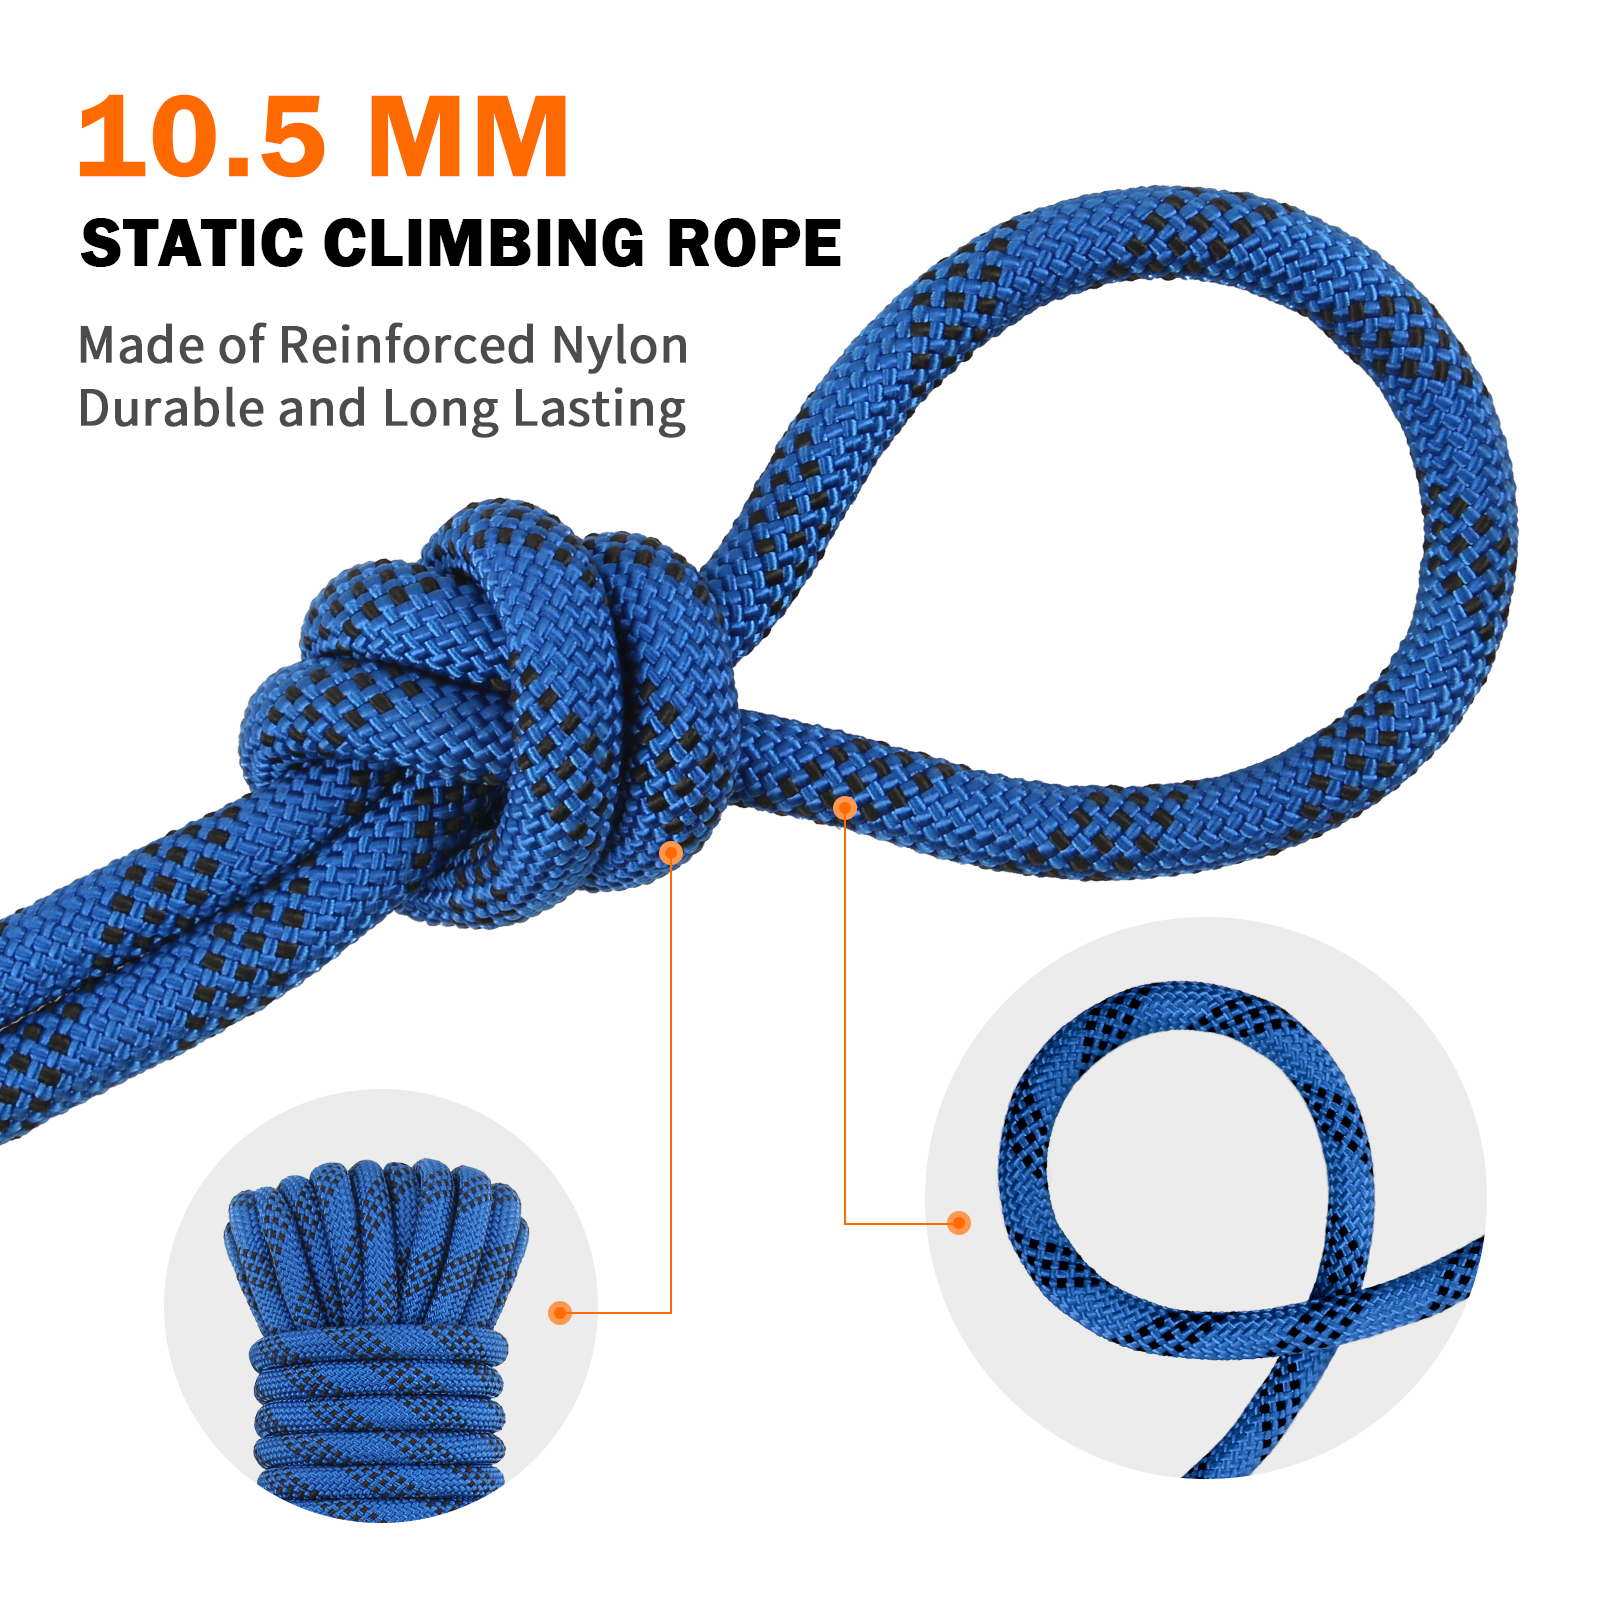 10.5 MM
STATIC CLIMBING ROPE
Made of Reinforced Nylon
Durable and Long Lasting